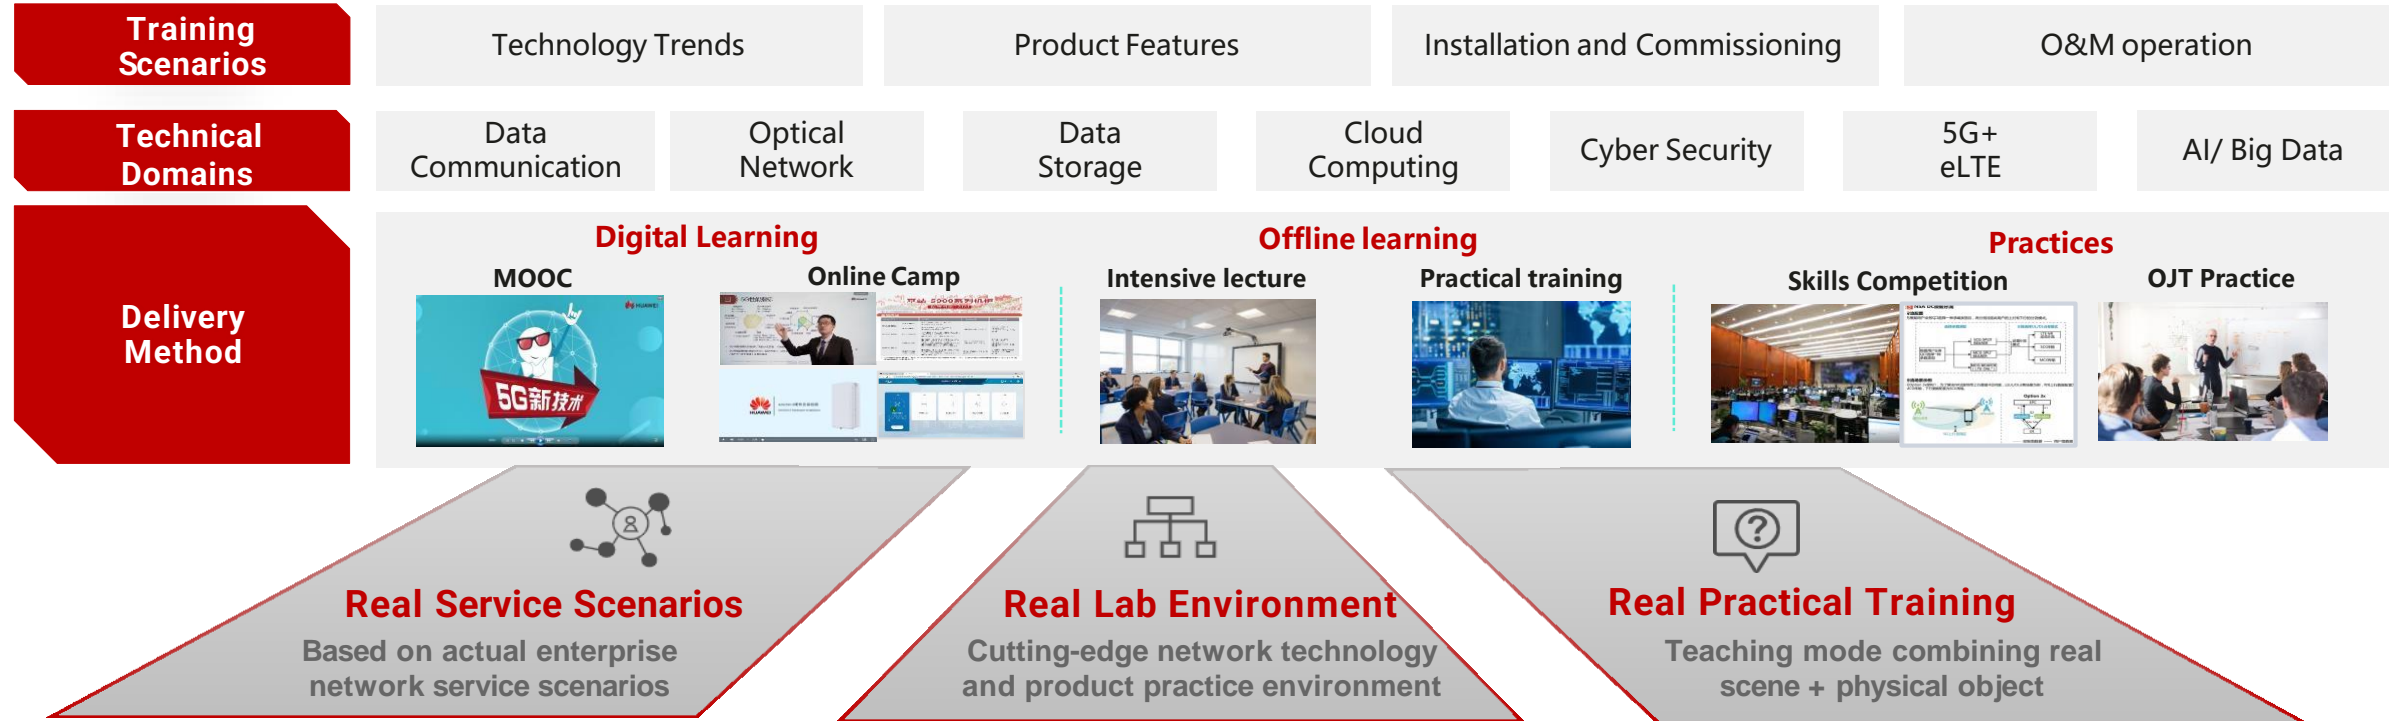 Training
Scenarios
Technology Trends
Product Features
Installation and Commissioning
O&M operation
Technical
Domains
Data
Communication
Optical
Network
Data
Storage
Cloud
Computing
Cyber Security
5G+
eLTE
AI/ Big Data
Delivery
Method
Digital Learning
MOOC
Online Camp
HUAWEI
5G新技术
HUAWEI
Offline learning
Intensive lecture
Practical training
Practices
Skills Competition
OJT Practice
Option 3x
Real Service Scenarios
Based on actual enterprise
network service scenarios
Real Lab Environment
Cutting-edge network technology
and product practice environment
Real Practical Training
Teaching mode combining real
scene + physical object